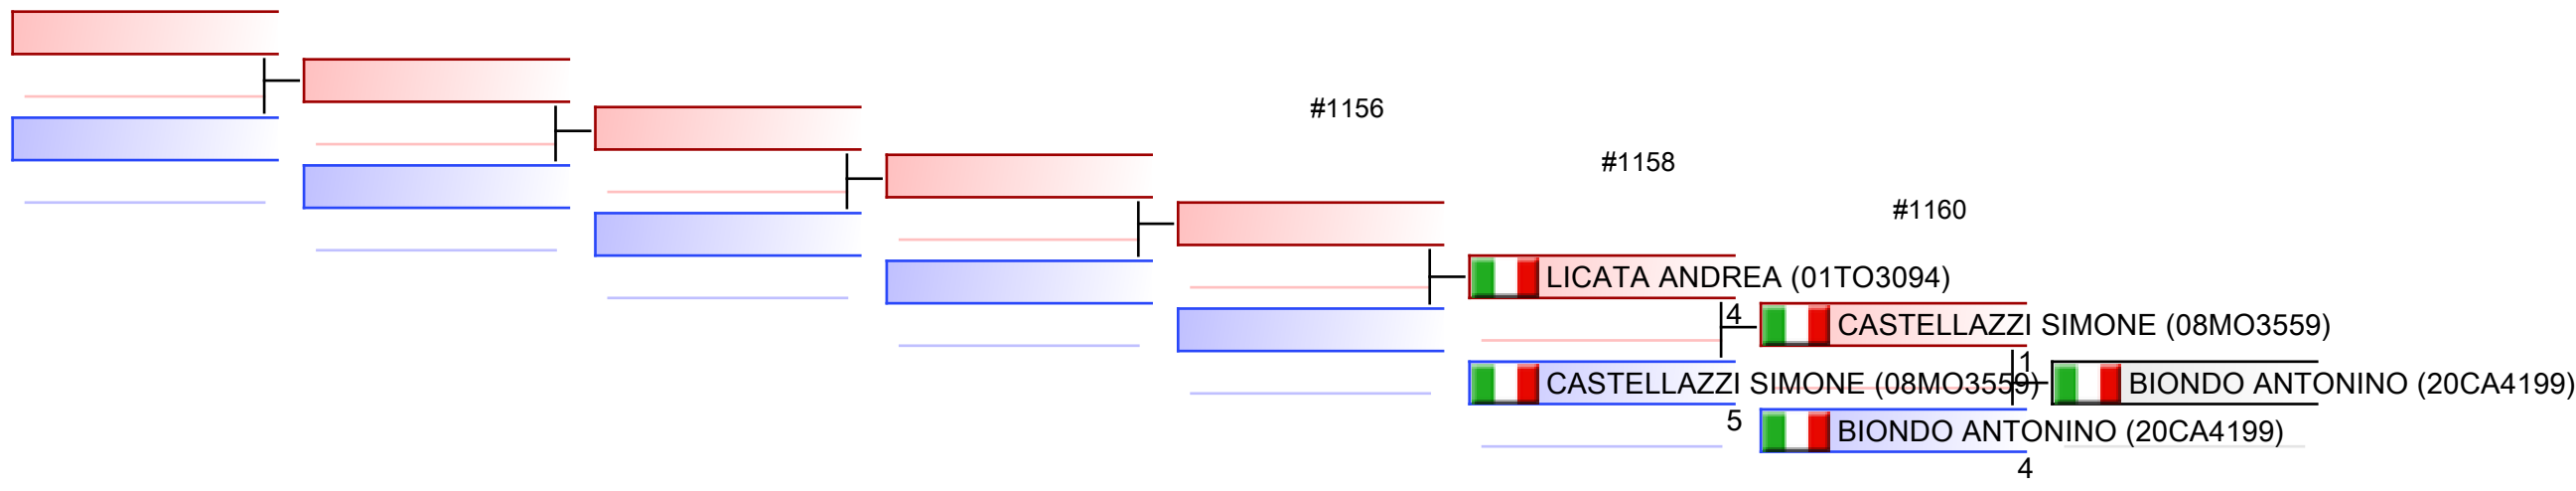 #1156
#1158
#1160
LICATA ANDREA (01TO3094)
4
CASTELLAZZI SIMONE (08MO3559)
1
CASTELLAZZI SIMONE (08MO3559)
BIONDO ANTONINO (20CA4199)
5
BIONDO ANTONINO (20CA4199)
4